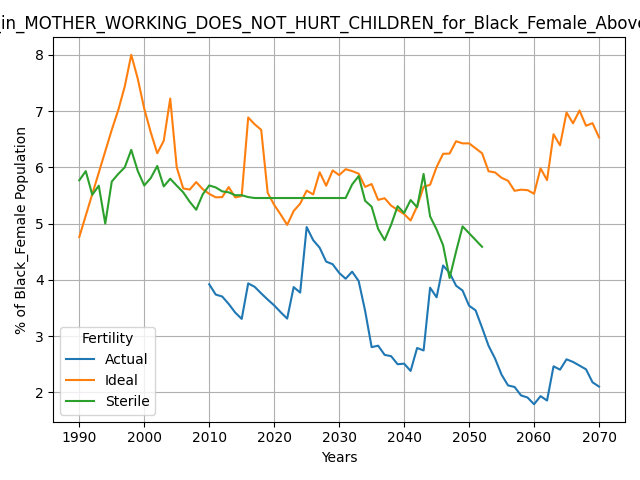 _in_MOTHER_WORKING_DOES_NOT_HURT_CHILDREN_for_Black_Female_Above
% of Black_Female Population
8
7
6
5
4
3
2
Fertility
Actual
Ideal
Sterile
1990 2000 2010 2020 2030 2040 2050 2060 2070
Years